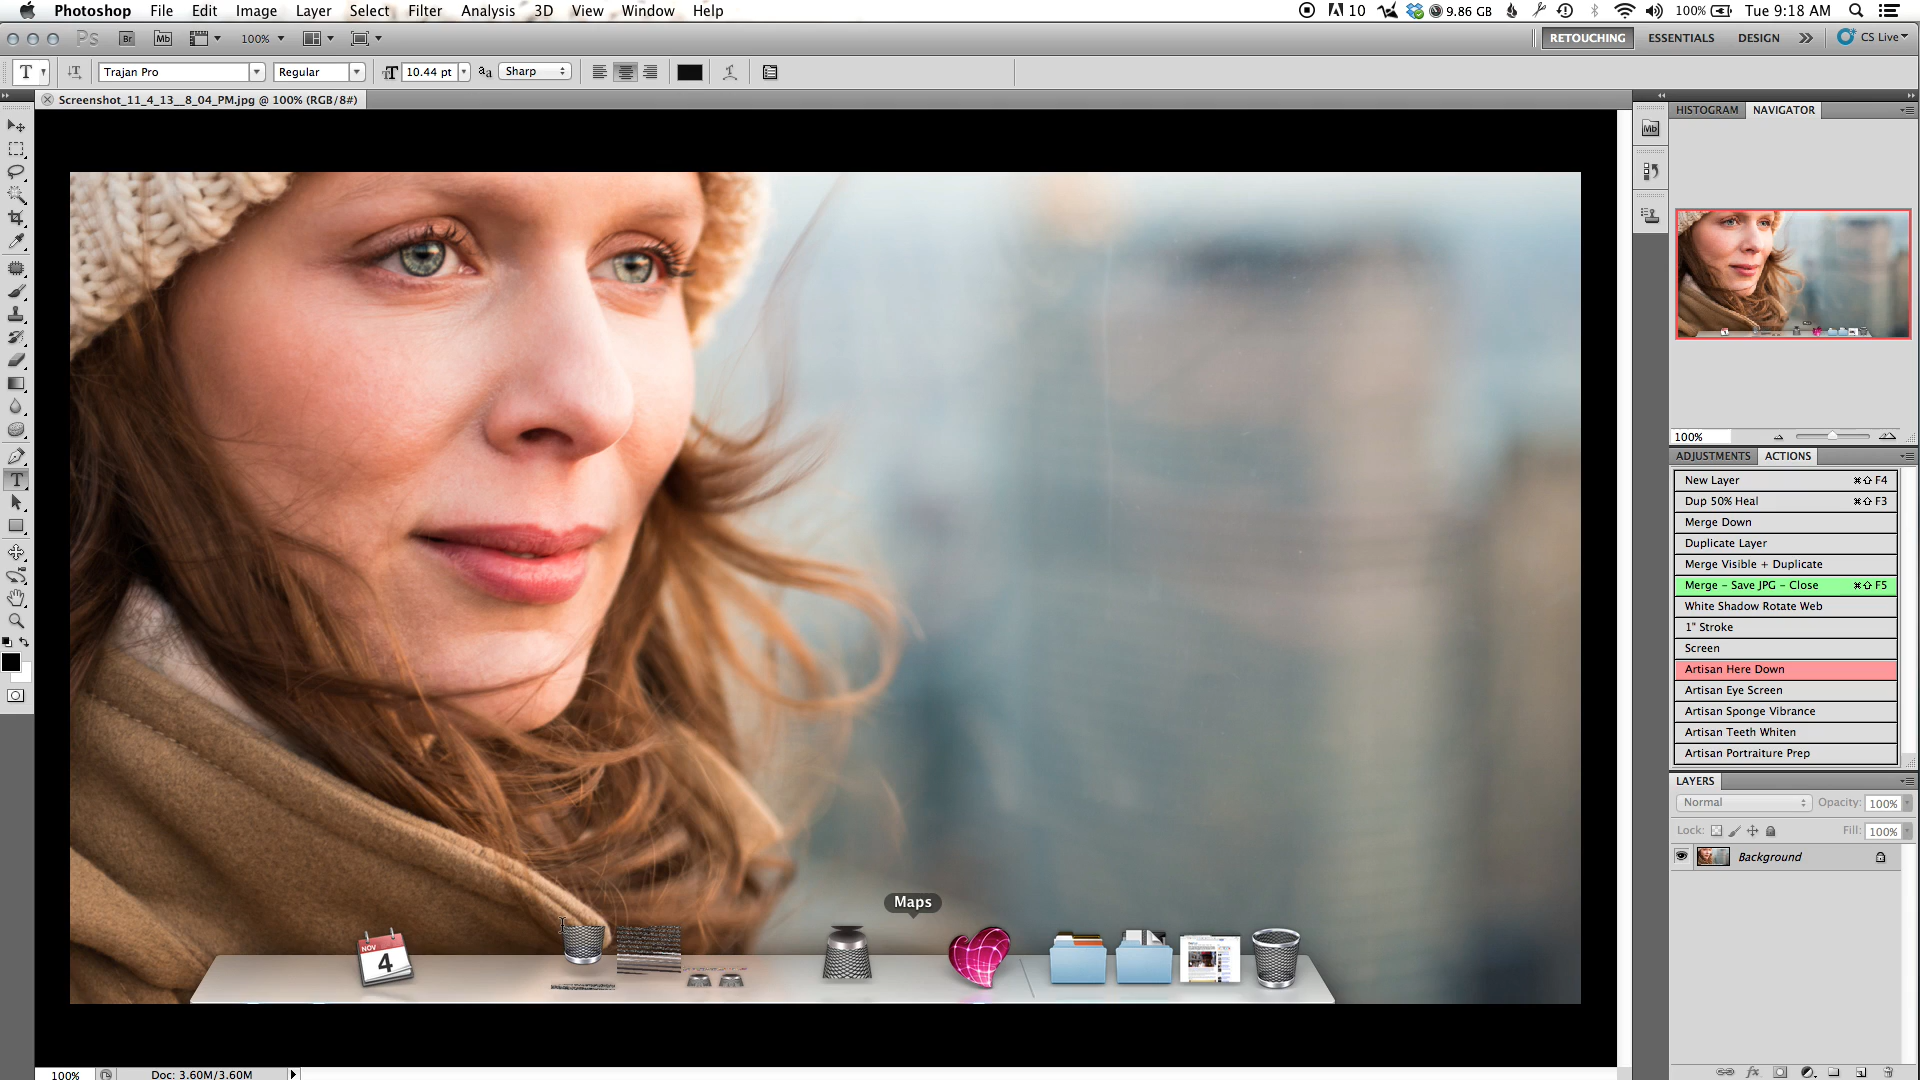 Photoshop File Edit Image Layer Select Filter Analysis 3D View Window Help 10 9.86 GB 100% Tue 9:18 AM
Ps Br Mb 100% RETOUCHING ESSENTIALS DESIGN CS Live
T Trajan Pro Regular 10.44 pt Sharp
Screenshot_11_4_13__8_04_PM.jpg @ 100% (RGB/8#)
HISTOGRAM NAVIGATOR
Mb
100%
ADJUSTMENTS ACTIONS
New Layer ⌘⇧ F4
Dup 50% Heal ⌘⇧ F3
Merge Down
Duplicate Layer
Merge Visible + Duplicate
Merge – Save JPG – Close ⌘⇧ F5
White Shadow Rotate Web
1" Stroke
Screen
Artisan Here Down
Artisan Eye Screen
Artisan Sponge Vibrance
Artisan Teeth Whiten
Artisan Portraiture Prep
LAYERS
Normal Opacity: 100%
Lock: Fill: 100%
Background
Maps
NOV
4
100% Doc: 3.60M/3.60M